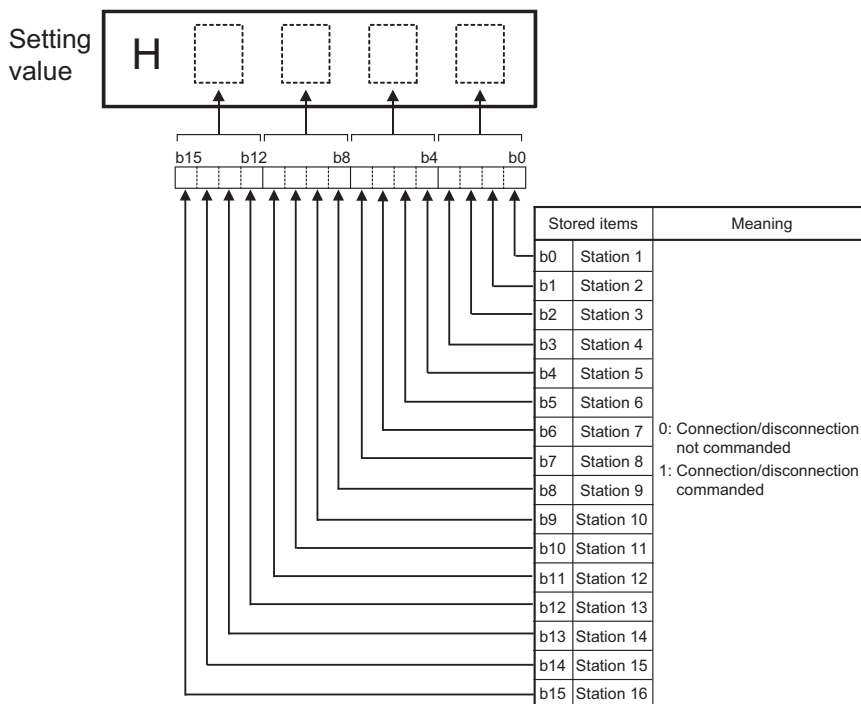 Setting
value
H
b15 b12 b8 b4 b0
Stored items Meaning
b0 Station 1
b1 Station 2
b2 Station 3
b3 Station 4
b4 Station 5
b5 Station 6
b6 Station 7
b7 Station 8
b8 Station 9
b9 Station 10
b10 Station 11
b11 Station 12
b12 Station 13
b13 Station 14
b14 Station 15
b15 Station 16
0: Connection/disconnection
not commanded
1: Connection/disconnection
commanded